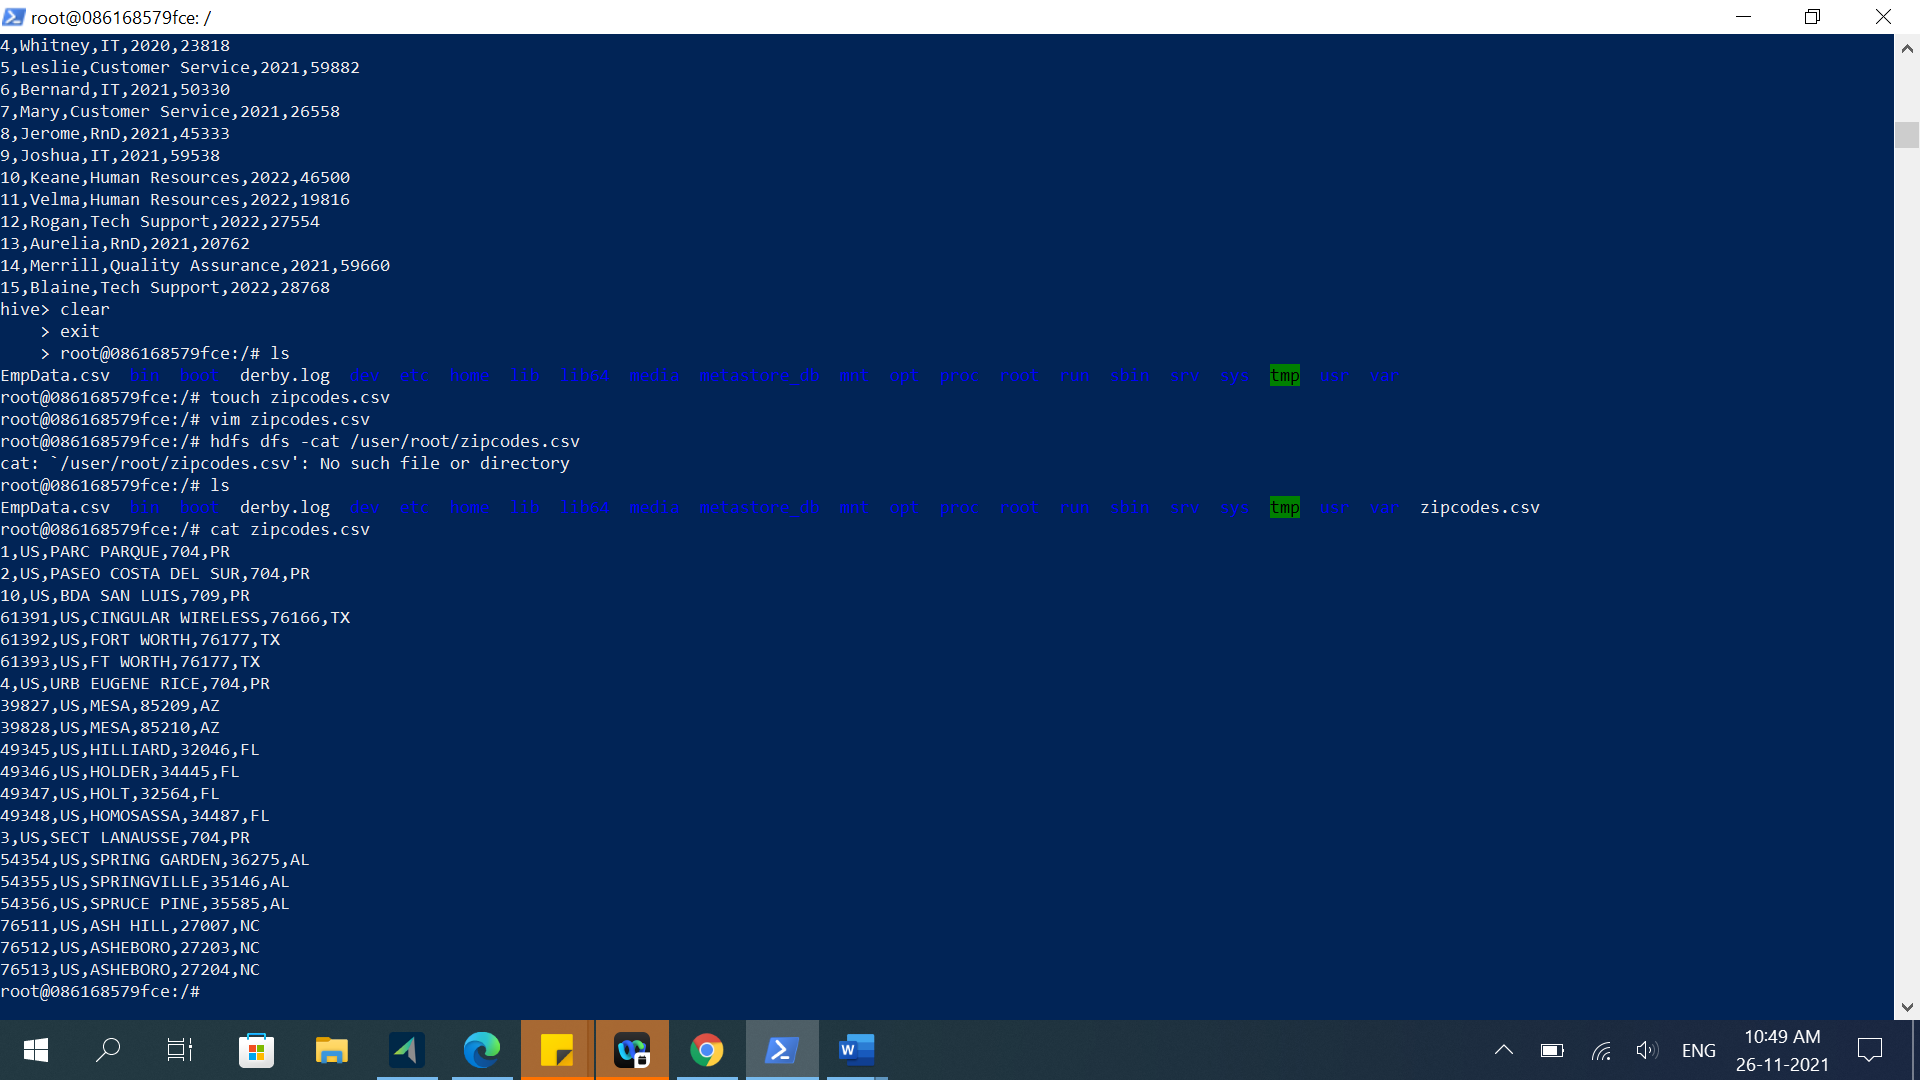 root@086168579fce: /
4,Whitney,IT,2020,23818
5,Leslie,Customer Service,2021,59882
6,Bernard,IT,2021,50330
7,Mary,Customer Service,2021,26558
8,Jerome,RnD,2021,45333
9,Joshua,IT,2021,59538
10,Keane,Human Resources,2022,46500
11,Velma,Human Resources,2022,19816
12,Rogan,Tech Support,2022,27554
13,Aurelia,RnD,2021,20762
14,Merrill,Quality Assurance,2021,59660
15,Blaine,Tech Support,2022,28768
hive> clear
    > exit
    > root@086168579fce:/# ls
EmpData.csv  bin  boot  derby.log  dev  etc  home  lib  lib64  media  metastore_db  mnt  opt  proc  root  run  sbin  srv  sys  tmp  usr  var
root@086168579fce:/# touch zipcodes.csv
root@086168579fce:/# vim zipcodes.csv
root@086168579fce:/# hdfs dfs -cat /user/root/zipcodes.csv
cat: `/user/root/zipcodes.csv': No such file or directory
root@086168579fce:/# ls
EmpData.csv  bin  boot  derby.log  dev  etc  home  lib  lib64  media  metastore_db  mnt  opt  proc  root  run  sbin  srv  sys  tmp  usr  var  zipcodes.csv
root@086168579fce:/# cat zipcodes.csv
1,US,PARC PARQUE,704,PR
2,US,PASEO COSTA DEL SUR,704,PR
10,US,BDA SAN LUIS,709,PR
61391,US,CINGULAR WIRELESS,76166,TX
61392,US,FORT WORTH,76177,TX
61393,US,FT WORTH,76177,TX
4,US,URB EUGENE RICE,704,PR
39827,US,MESA,85209,AZ
39828,US,MESA,85210,AZ
49345,US,HILLIARD,32046,FL
49346,US,HOLDER,34445,FL
49347,US,HOLT,32564,FL
49348,US,HOMOSASSA,34487,FL
3,US,SECT LANAUSSE,704,PR
54354,US,SPRING GARDEN,36275,AL
54355,US,SPRINGVILLE,35146,AL
54356,US,SPRUCE PINE,35585,AL
76511,US,ASH HILL,27007,NC
76512,US,ASHEBORO,27203,NC
76513,US,ASHEBORO,27204,NC
root@086168579fce:/#
ENG
10:49 AM
26-11-2021